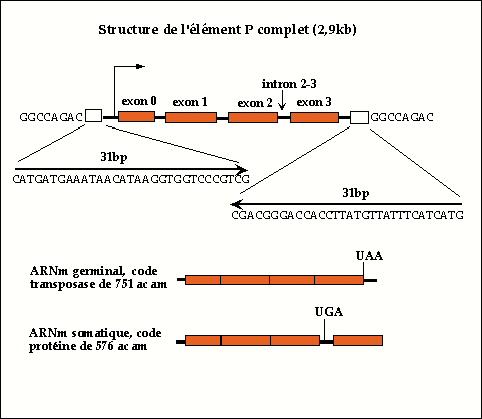 Structure de l'élément P complet (2,9kb)
intron 2-3
exon 0 exon 1 exon 2 exon 3
GGCCAGAC GGCCAGAC
31bp
CATGATGAAATAACATAAGGTGGTCCCGTCG
31bp
CGACGGGACCACCTTATGTTATTTCATCATG
UAA
ARNm germinal, code
transposase de 751 ac am
UGA
ARNm somatique, code
protéine de 576 ac am